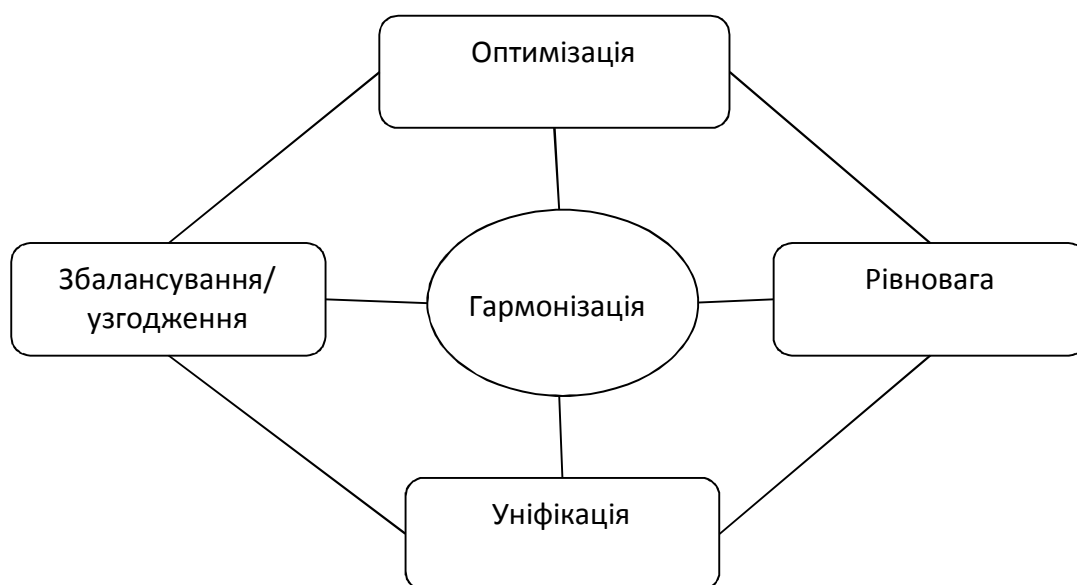 Оптимізація
Збалансування/
узгодження
Гармонізація
Рівновага
Уніфікація